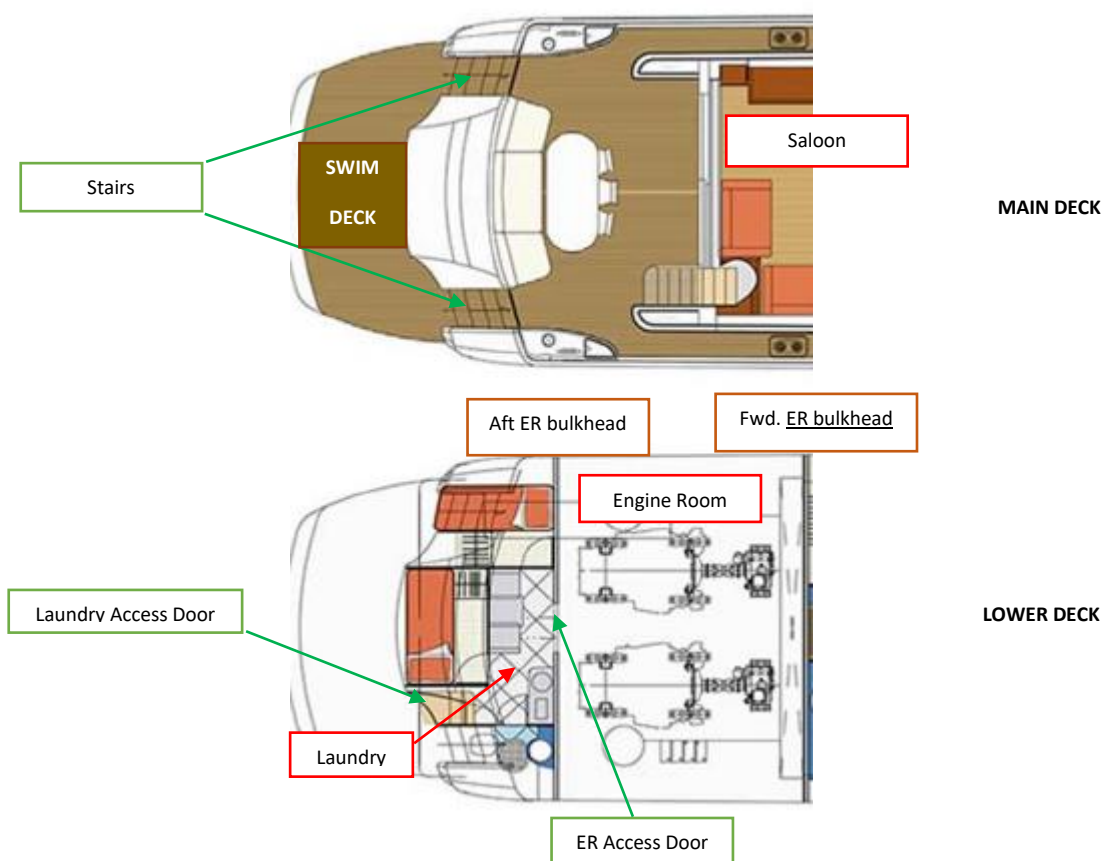 Saloon
Stairs
SWIM
DECK
MAIN DECK
Aft ER bulkhead
Fwd. ER bulkhead
Engine Room
Laundry Access Door
LOWER DECK
Laundry
ER Access Door